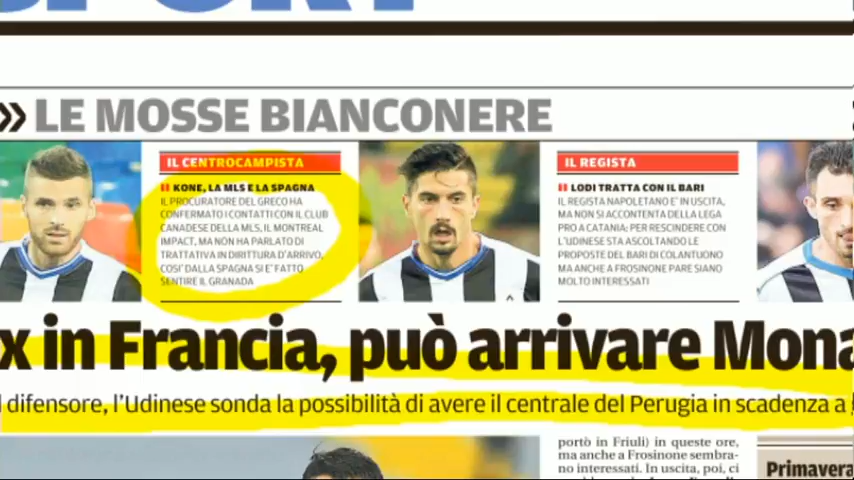 SPORT
» LE MOSSE BIANCONERE
IL CENTROCAMPISTA
KONE, LA MLS E LA SPAGNA
IL PROCURATORE DEL GRECO HA
CONFERMATO I CONTATTI CON IL CLUB
CANADESE DELLA MLS, IL MONTREAL
IMPACT, MA NON HA PARLATO DI
TRATTATIVA IN DIRITTURA D'ARRIVO,
COSI' DALLA SPAGNA SI E' FATTO
SENTIRE IL GRANADA
IL REGISTA
LODI TRATTA CON IL BARI
IL REGISTA NAPOLETANO E' IN USCITA,
MA NON SI ACCONTENTA DELLA LEGA
PRO A CATANIA: PER RESCINDERE CON
L'UDINESE STA ASCOLTANDO LE
PROPOSTE DEL BARI DI COLANTUONO
MA ANCHE A FROSINONE PARE SIANO
MOLTO INTERESSATI
x in Francia, può arrivare Mona
l difensore, l'Udinese sonda la possibilità di avere il centrale del Perugia in scadenza a
portò in Friuli) in queste ore,
ma anche a Frosinone sembra-
no interessati. In uscita, poi, ci
Primavera